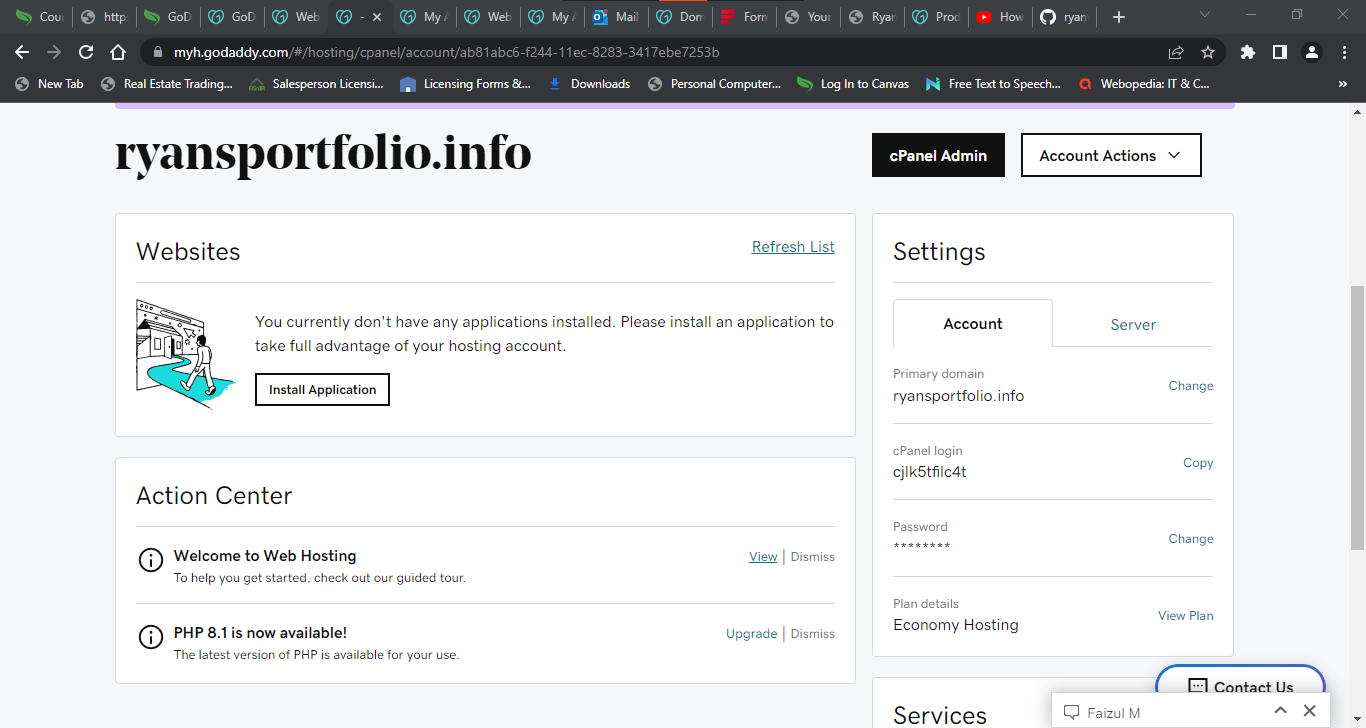 Cour
http
GoD
GoD
Web
-
My A
Web
My A
Mail
Dom
Form
Your
Ryan
Prod
How
ryan
myh.godaddy.com/#/hosting/cpanel/account/ab81abc6-f244-11ec-8283-3417ebe7253b
New Tab
Real Estate Trading...
Salesperson Licensi...
Licensing Forms &...
Downloads
Personal Computer...
Log In to Canvas
Free Text to Speech...
Webopedia: IT & C...
»
ryansportfolio.info
cPanel Admin
Account Actions
Websites
Refresh List
You currently don't have any applications installed. Please install an application to
take full advantage of your hosting account.
Install Application
Action Center
Welcome to Web Hosting
View | Dismiss
To help you get started, check out our guided tour.
PHP 8.1 is now available!
Upgrade | Dismiss
The latest version of PHP is available for your use.
Settings
Account
Server
Primary domain
ryansportfolio.info
Change
cPanel login
cjlk5tfilc4t
Copy
Password
********
Change
Plan details
Economy Hosting
View Plan
Services
Contact Us
Faizul M